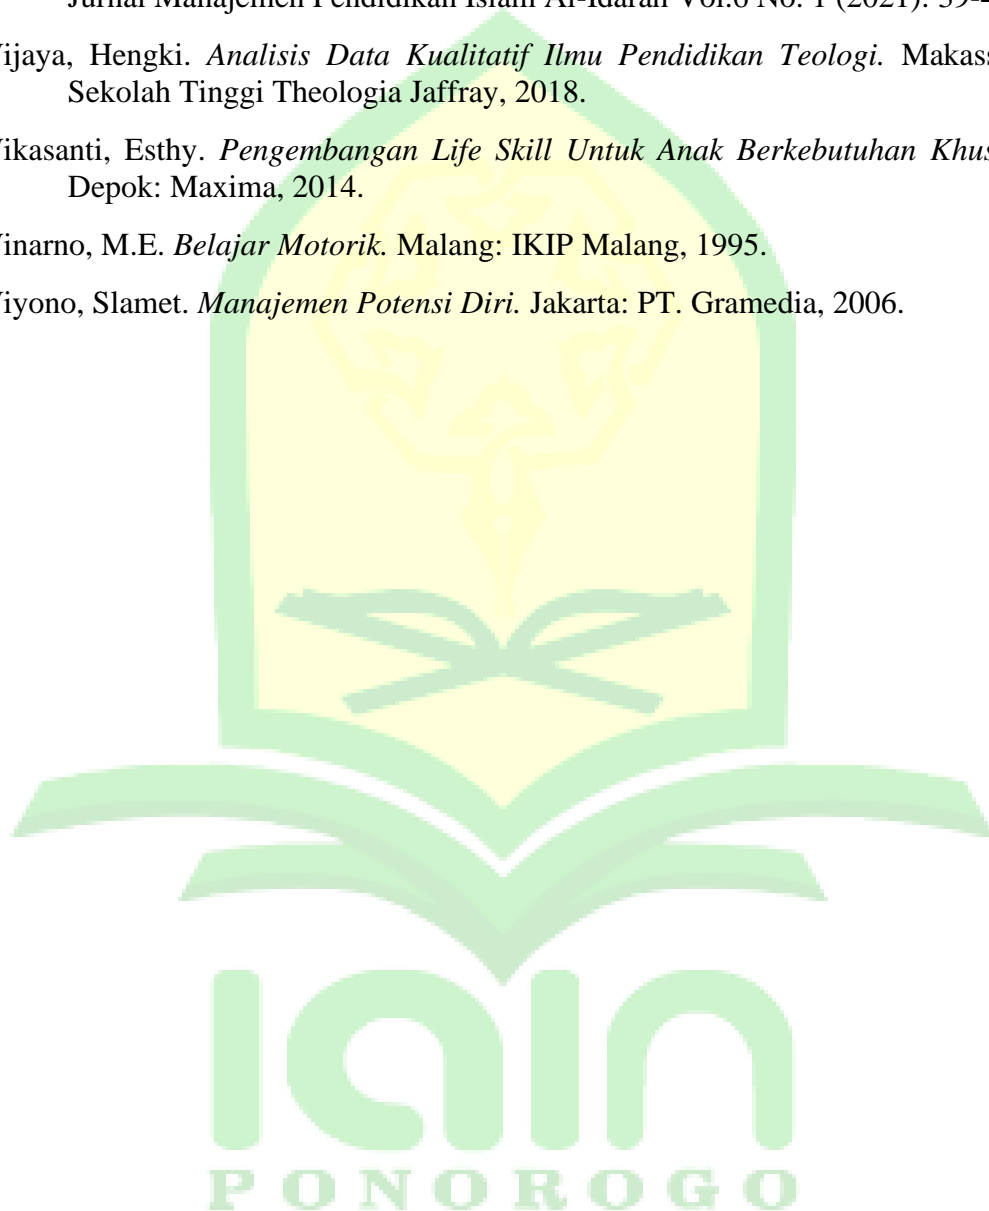 Jurnal Manajemen Pendidikan Islam Al-Idarah Vol.6 No. 1 (2021): 39-4
ijaya, Hengki. Analisis Data Kualitatif Ilmu Pendidikan Teologi. Makass
Sekolah Tinggi Theologia Jaffray, 2018.
ikasanti, Esthy. Pengembangan Life Skill Untuk Anak Berkebutuhan Khus
Depok: Maxima, 2014.
inarno, M.E. Belajar Motorik. Malang: IKIP Malang, 1995.
iyono, Slamet. Manajemen Potensi Diri. Jakarta: PT. Gramedia, 2006.
iain
PONOROGO